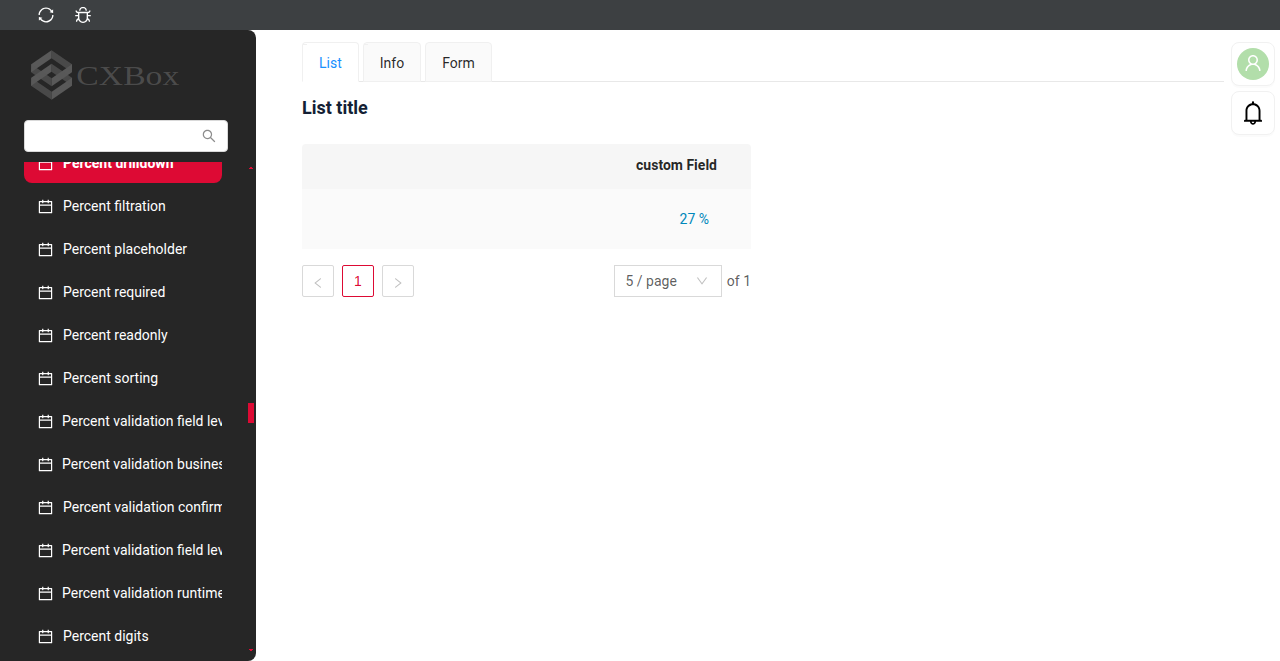 CXBox
Percent drilldown
Percent filtration
Percent placeholder
Percent required
Percent readonly
Percent sorting
Percent validation field lev
Percent validation busines
Percent validation confirm
Percent validation field lev
Percent validation runtime
Percent digits
List
Info
Form
List title
custom Field
27 %
1
5 / page
of 1